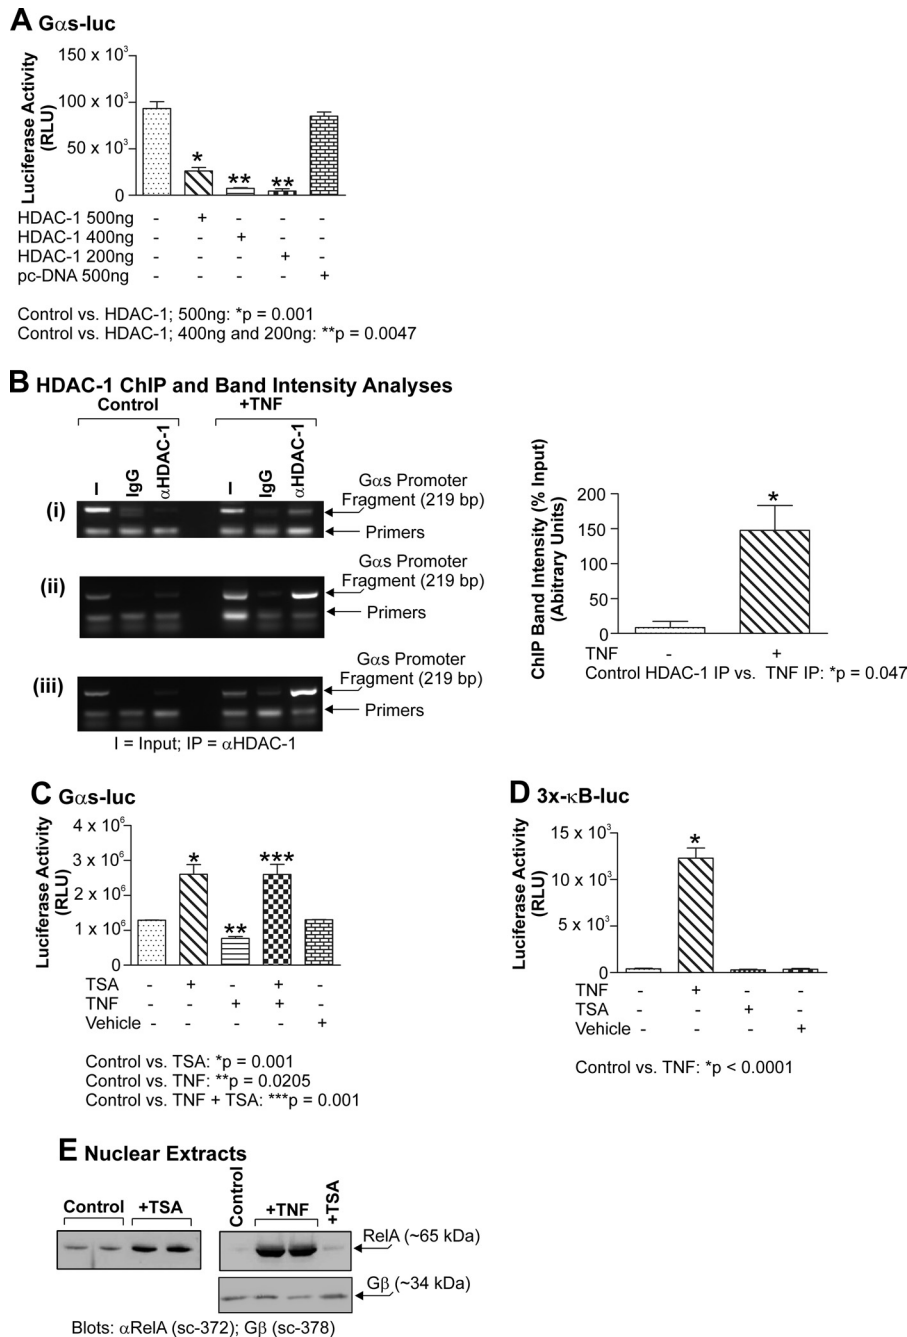 A Gαs-luc
Luciferase Activity
(RLU)
150 x 10³
100 x 10³
50 x 10³
0
* ** **
HDAC-1 500ng - + - - -
HDAC-1 400ng - - + - -
HDAC-1 200ng - - - + -
pc-DNA 500ng - - - - +
Control vs. HDAC-1; 500ng: *p = 0.001
Control vs. HDAC-1; 400ng and 200ng: **p = 0.0047
B HDAC-1 ChIP and Band Intensity Analyses
Control +TNF
I IgG αHDAC-1 I IgG αHDAC-1
(i)
Gαs Promoter
Fragment (219 bp)
Primers
(ii)
Gαs Promoter
Fragment (219 bp)
Primers
(iii)
Gαs Promoter
Fragment (219 bp)
Primers
I = Input; IP = αHDAC-1
ChIP Band Intensity (% Input)
(Abitrary Units)
200
150
100
50
0
*
TNF - +
Control HDAC-1 IP vs. TNF IP: *p = 0.047
C Gαs-luc
Luciferase Activity
(RLU)
4 x 10⁶
3 x 10⁶
2 x 10⁶
1 x 10⁶
0
* ** ***
TSA - + - + -
TNF - - + + -
Vehicle - - - - +
Control vs. TSA: *p = 0.001
Control vs. TNF: **p = 0.0205
Control vs. TNF + TSA: ***p = 0.001
D 3x-κB-luc
Luciferase Activity
(RLU)
15 x 10³
10 x 10³
5 x 10³
0
*
TNF - + - -
TSA - - + -
Vehicle - - - +
Control vs. TNF: *p < 0.0001
E Nuclear Extracts
Control +TSA
Control +TNF +TSA
RelA (~65 kDa)
Gβ (~34 kDa)
Blots: αRelA (sc-372); Gβ (sc-378)